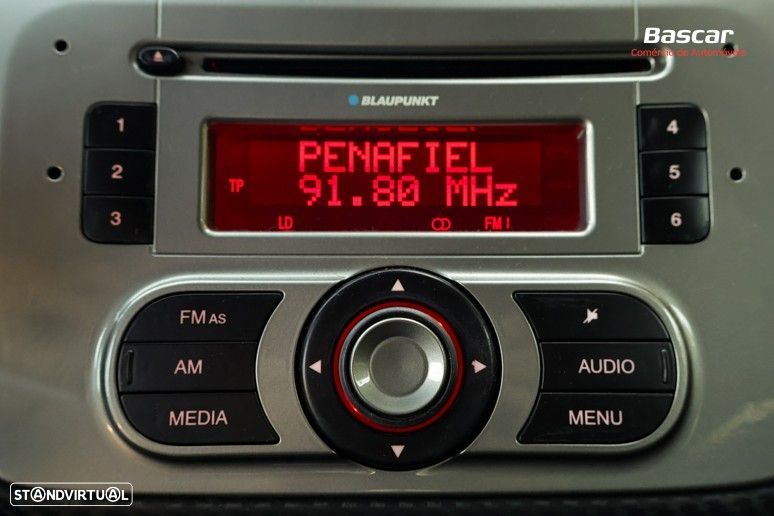 Bascar
Comércio de Automóveis
BLAUPUNKT
1
2
3
4
5
6
PENAFIEL
TP
91.80 MHz
LD
CD
FM1
FM AS
AM
MEDIA
AUDIO
MENU
STANDVIRTUAL